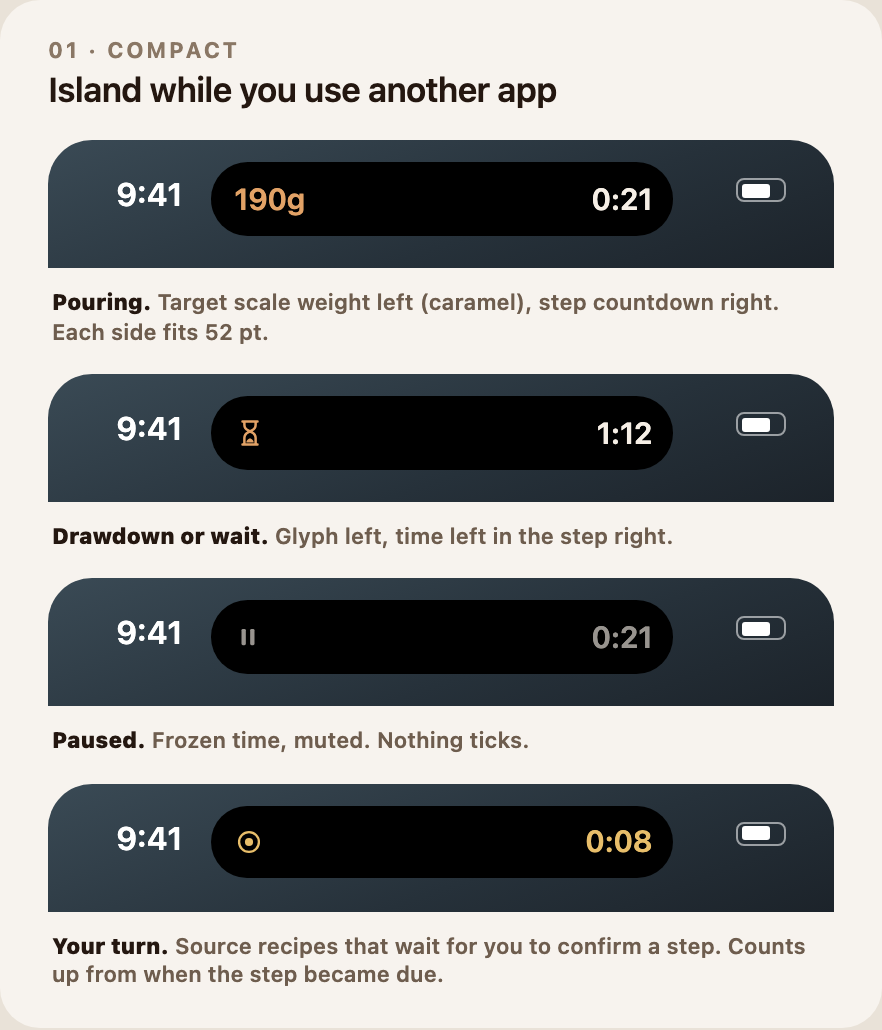 01 · COMPACT
Island while you use another app
9:41 190g 0:21
Pouring. Target scale weight left (caramel), step countdown right.
Each side fits 52 pt.
9:41 1:12
Drawdown or wait. Glyph left, time left in the step right.
9:41 0:21
Paused. Frozen time, muted. Nothing ticks.
9:41 0:08
Your turn. Source recipes that wait for you to confirm a step. Counts
up from when the step became due.